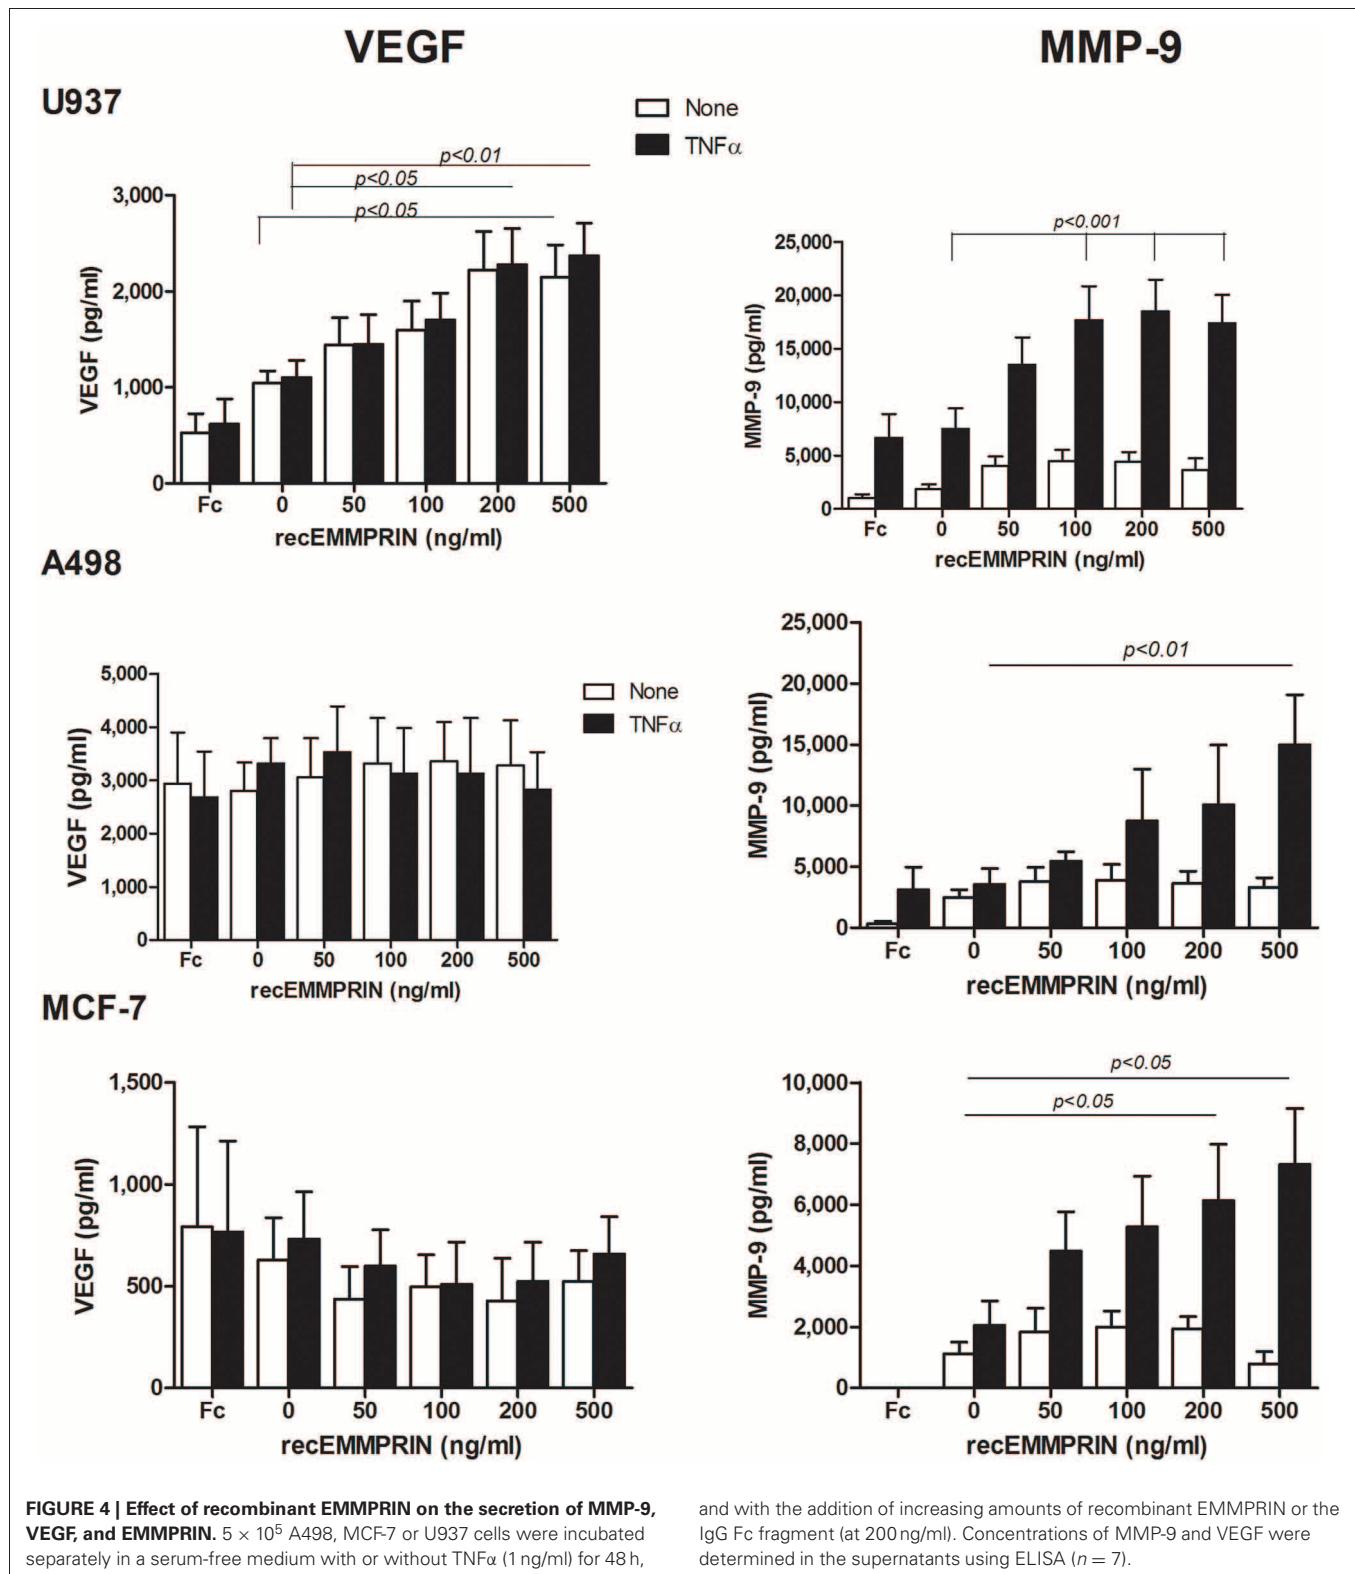 VEGF
MMP-9
U937
None
TNFα
p<0.01
p<0.05
p<0.05
3,000
2,000
1,000
0
VEGF (pg/ml)
Fc 0 50 100 200 500
recEMMPRIN (ng/ml)
p<0.001
25,000
20,000
15,000
10,000
5,000
0
MMP-9 (pg/ml)
Fc 0 50 100 200 500
recEMMPRIN (ng/ml)
A498
5,000
4,000
3,000
2,000
1,000
0
VEGF (pg/ml)
None
TNFα
Fc 0 50 100 200 500
recEMMPRIN (ng/ml)
25,000
20,000
15,000
10,000
5,000
0
MMP-9 (pg/ml)
p<0.01
Fc 0 50 100 200 500
recEMMPRIN (ng/ml)
MCF-7
1,500
1,000
500
0
VEGF (pg/ml)
Fc 0 50 100 200 500
recEMMPRIN (ng/ml)
p<0.05
p<0.05
10,000
8,000
6,000
4,000
2,000
0
MMP-9 (pg/ml)
Fc 0 50 100 200 500
recEMMPRIN (ng/ml)
FIGURE 4 | Effect of recombinant EMMPRIN on the secretion of MMP-9,
VEGF, and EMMPRIN. 5 × 10⁵ A498, MCF-7 or U937 cells were incubated
separately in a serum-free medium with or without TNFα (1 ng/ml) for 48 h,
and with the addition of increasing amounts of recombinant EMMPRIN or the
IgG Fc fragment (at 200 ng/ml). Concentrations of MMP-9 and VEGF were
determined in the supernatants using ELISA (n = 7).